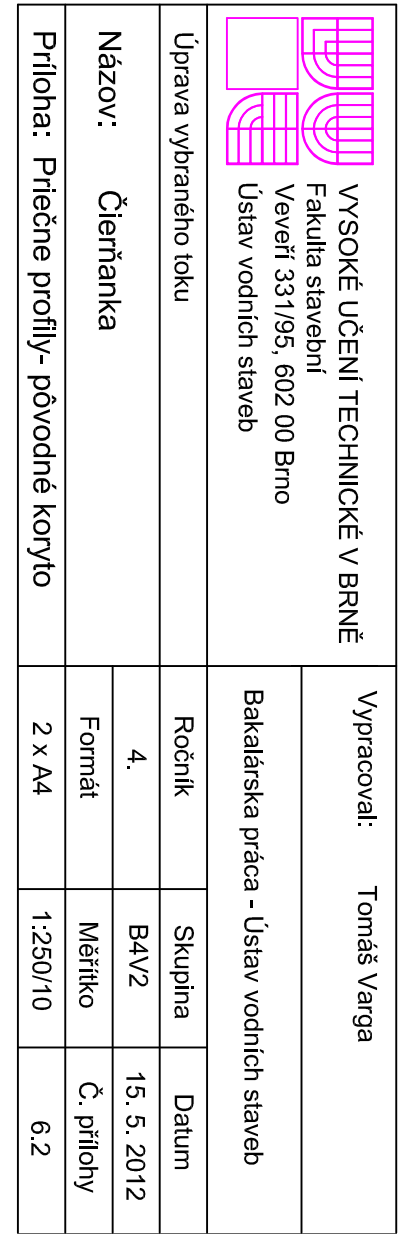 VYSOKÉ UČENÍ TECHNICKÉ V BRNĚ
Fakulta stavební
Veveří 331/95, 602 00 Brno
Ústav vodních staveb
Vypracoval: Tomáš Varga
Bakalárska práca - Ústav vodních staveb
Úprava vybraného toku
Ročník Skupina Datum
4. B4V2 15. 5. 2012
Názov: Čierňanka
Formát Měřítko Č. přílohy
Príloha: Priečne profily- pôvodné koryto
2 x A4 1:250/10 6.2